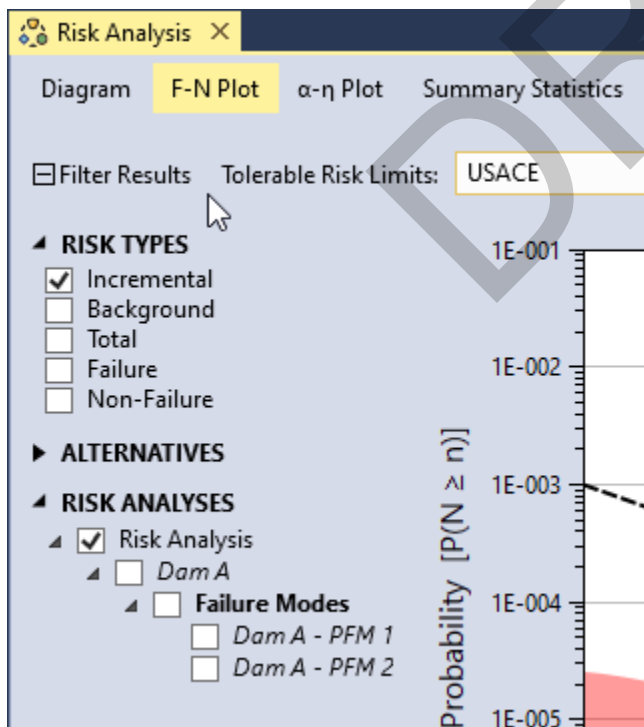 Risk Analysis
Diagram F-N Plot α-η Plot Summary Statistics
Filter Results Tolerable Risk Limits: USACE
RISK TYPES
Incremental
Background
Total
Failure
Non-Failure
ALTERNATIVES
RISK ANALYSES
Risk Analysis
Dam A
Failure Modes
Dam A - PFM 1
Dam A - PFM 2
Probability [P(N ≥ n)]
1E-001
1E-002
1E-003
1E-004
1E-005
DR